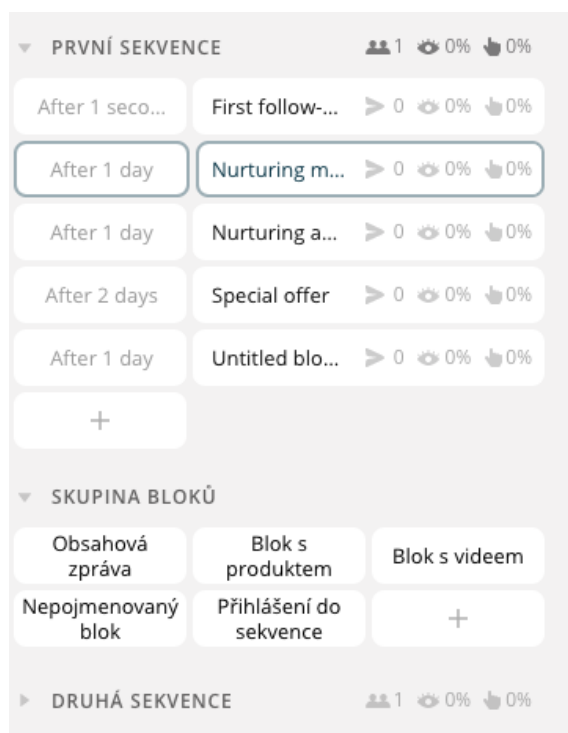 PRVNÍ SEKVENCE 1 0% 0%
After 1 seco... First follow-... 0 0% 0%
After 1 day Nurturing m... 0 0% 0%
After 1 day Nurturing a... 0 0% 0%
After 2 days Special offer 0 0% 0%
After 1 day Untitled blo... 0 0% 0%
+
SKUPINA BLOKŮ
Obsahová
zpráva
Blok s
produktem
Blok s videem
Nepojmenovaný
blok
Přihlášení do
sekvence
+
DRUHÁ SEKVENCE 1 0% 0%